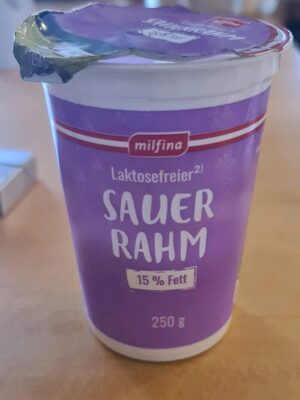 milfina
Laktosefreier²⁾
SAUER
RAHM
15 % Fett
250 g